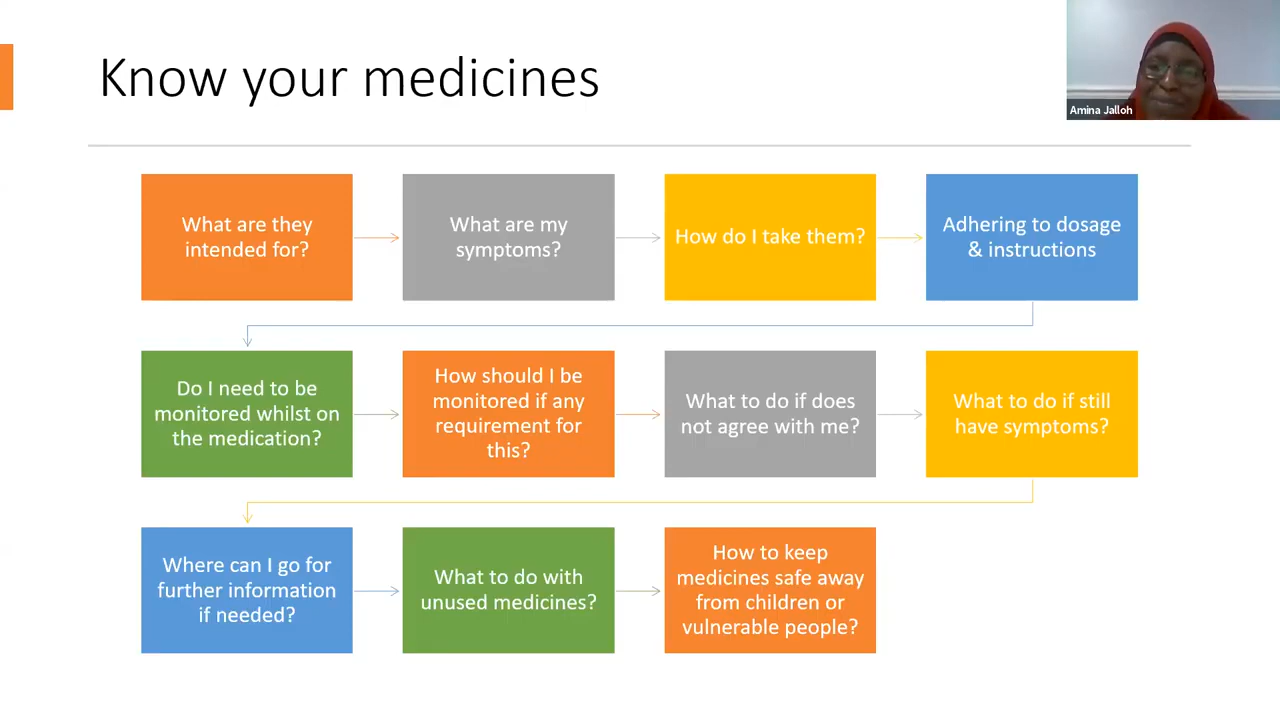 Know your medicines
Amina Jalloh
What are they
intended for?
What are my
symptoms?
How do I take them?
Adhering to dosage
& instructions
Do I need to be
monitored whilst on
the medication?
How should I be
monitored if any
requirement for
this?
What to do if does
not agree with me?
What to do if still
have symptoms?
Where can I go for
further information
if needed?
What to do with
unused medicines?
How to keep
medicines safe away
from children or
vulnerable people?